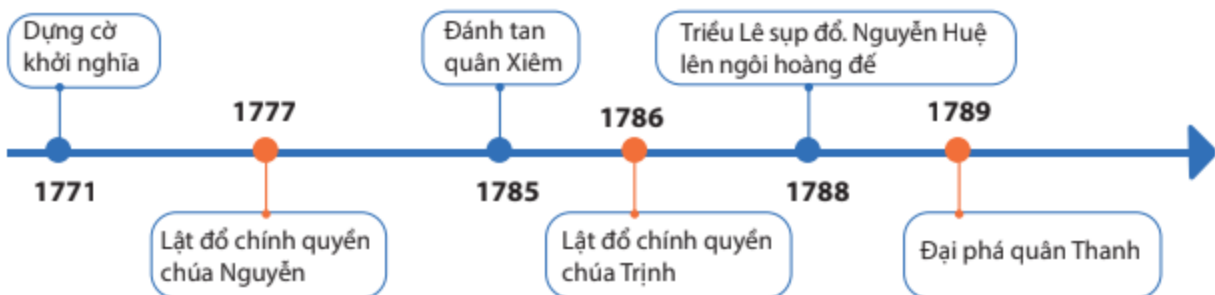 Dựng cờ
khởi nghĩa
1771
1777
Lật đổ chính quyền
chúa Nguyễn
Đánh tan
quân Xiêm
1785
1786
Lật đổ chính quyền
chúa Trịnh
Triều Lê sụp đổ. Nguyễn Huệ
lên ngôi hoàng đế
1788
1789
Đại phá quân Thanh